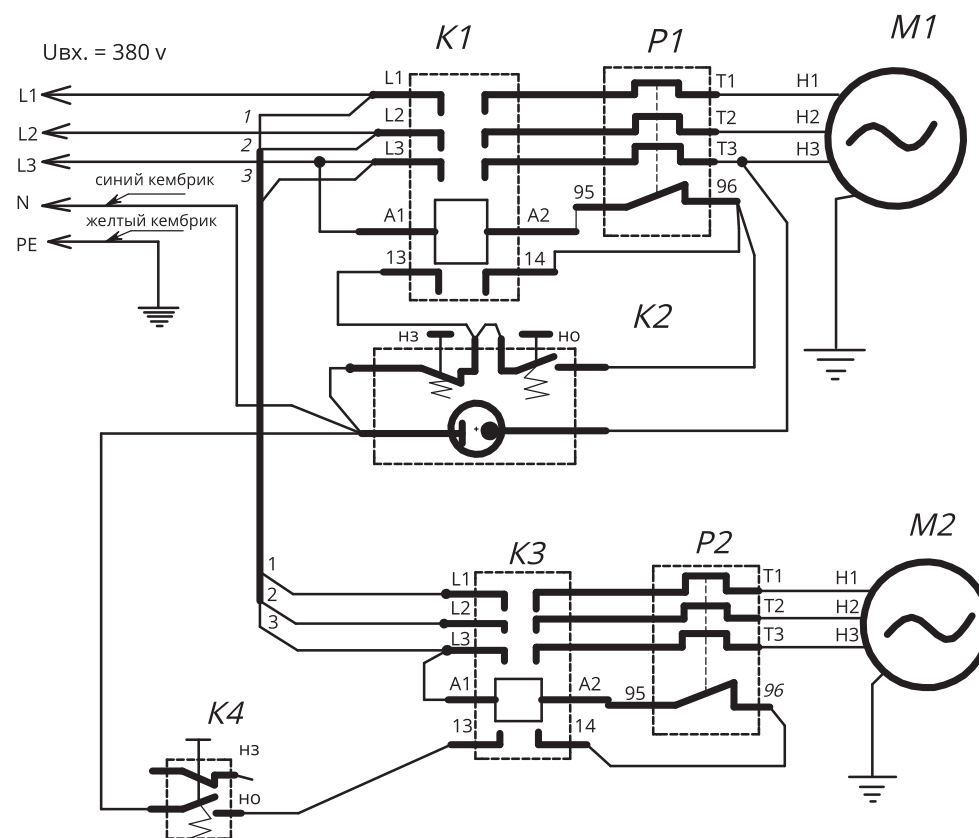 K1
P1
M1
Uвх. = 380 v
L1
L1
T1
H1
1
L2
L2
T2
H2
2
L3
L3
T3
H3
3
синий кембрик
N
95
96
желтый кембрик
A1
A2
PE
13
14
K2
нз
но
+
M2
K3
P2
1
L1
T1
H1
2
L2
T2
H2
3
L3
T3
H3
A1
A2
95
96
K4
13
14
нз
но